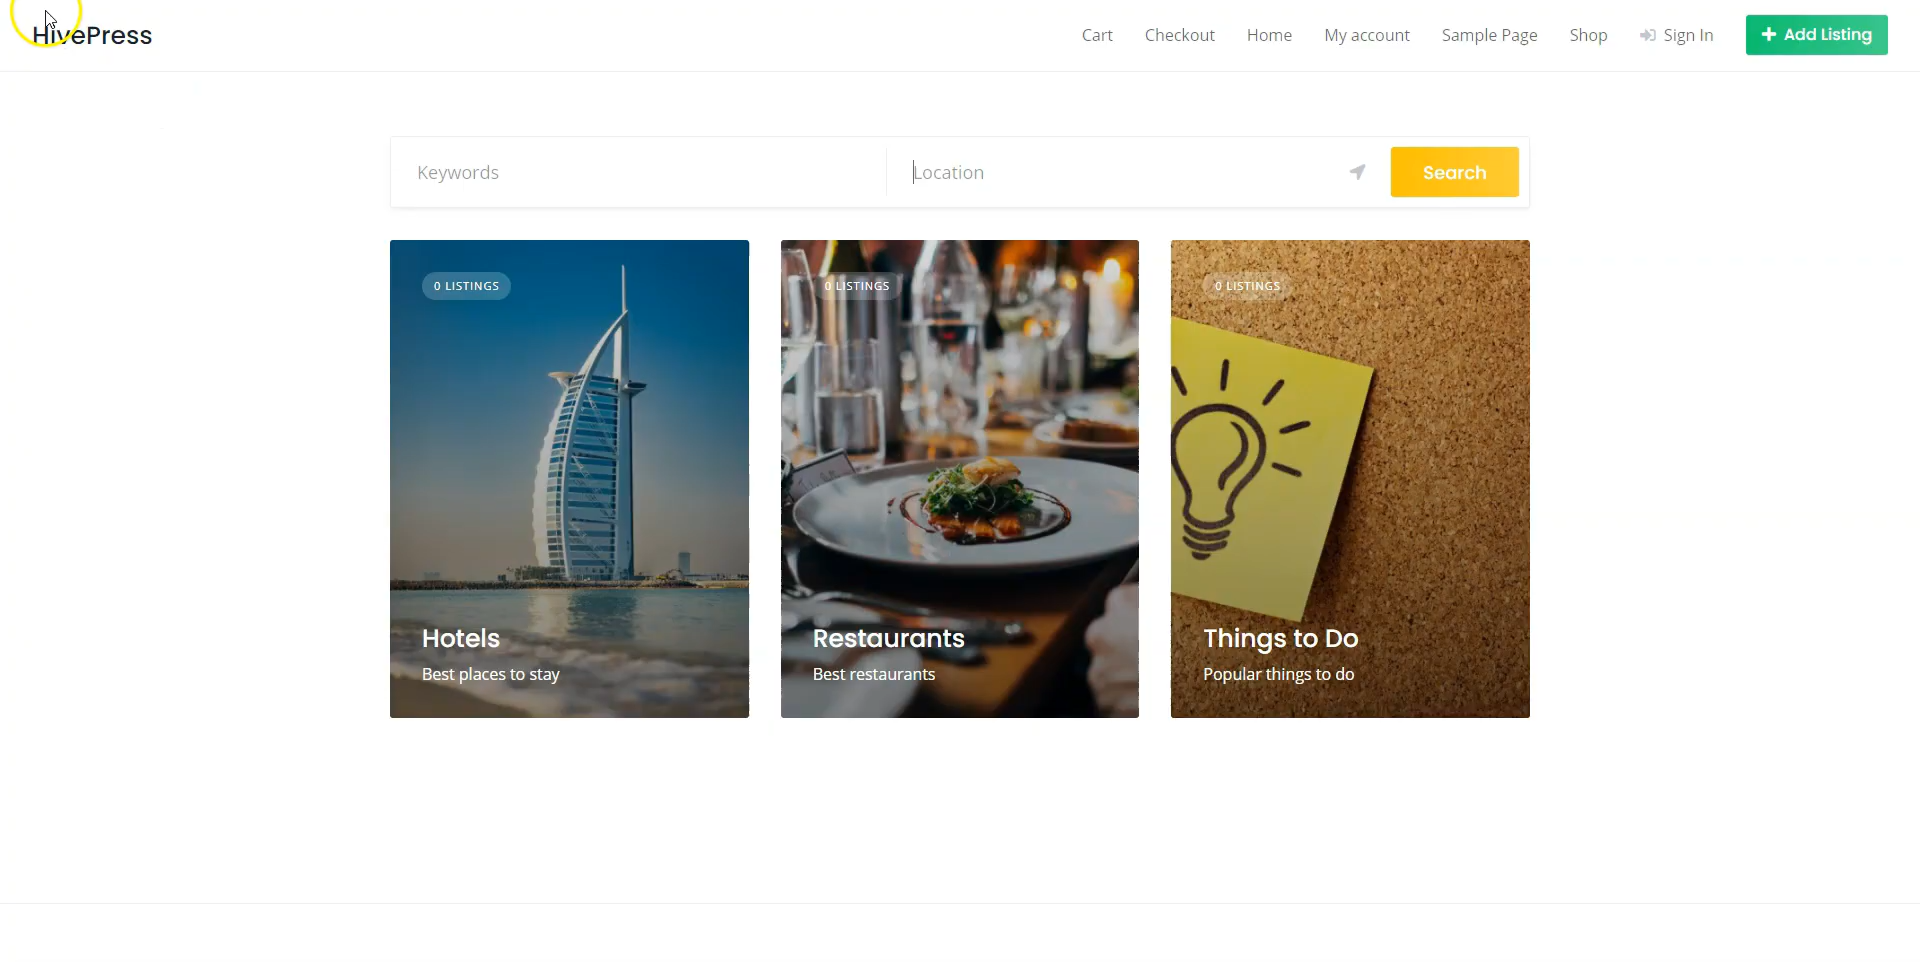 HivePress
Cart Checkout Home My account Sample Page Shop Sign In Add Listing
Keywords Location Search
0 LISTINGS 0 LISTINGS 0 LISTINGS
Hotels Restaurants Things to Do
Best places to stay Best restaurants Popular things to do